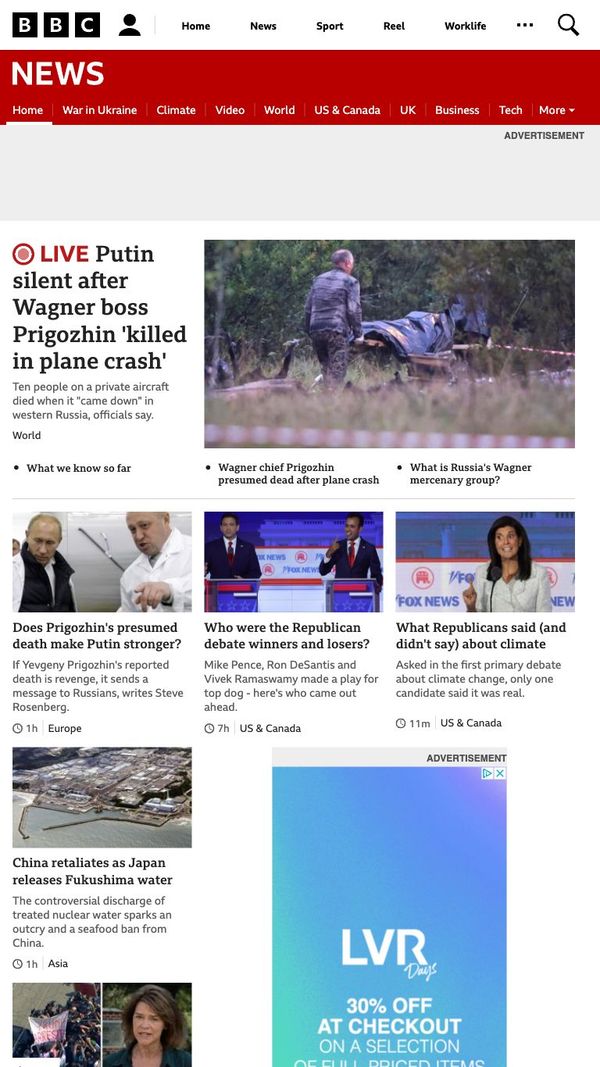 BBC
Home
News
Sport
Reel
Worklife
NEWS
Home
War in Ukraine
Climate
Video
World
US & Canada
UK
Business
Tech
More
ADVERTISEMENT
LIVE Putin
silent after
Wagner boss
Prigozhin 'killed
in plane crash'
Ten people on a private aircraft
died when it "came down" in
western Russia, officials say.
World
What we know so far
Wagner chief Prigozhin
presumed dead after plane crash
What is Russia's Wagner
mercenary group?
Does Prigozhin's presumed
death make Putin stronger?
If Yevgeny Prigozhin's reported
death is revenge, it sends a
message to Russians, writes Steve
Rosenberg.
1h
Europe
FOX NEWS
Who were the Republican
debate winners and losers?
Mike Pence, Ron DeSantis and
Vivek Ramaswamy made a play for
top dog - here's who came out
ahead.
7h
US & Canada
FOX NEWS
What Republicans said (and
didn't say) about climate
Asked in the first primary debate
about climate change, only one
candidate said it was real.
11m
US & Canada
China retaliates as Japan
releases Fukushima water
The controversial discharge of
treated nuclear water sparks an
outcry and a seafood ban from
China.
1h
Asia
ADVERTISEMENT
LVR
Days
30% OFF
AT CHECKOUT
ON A SELECTION
OF FULL PRICED ITEMS